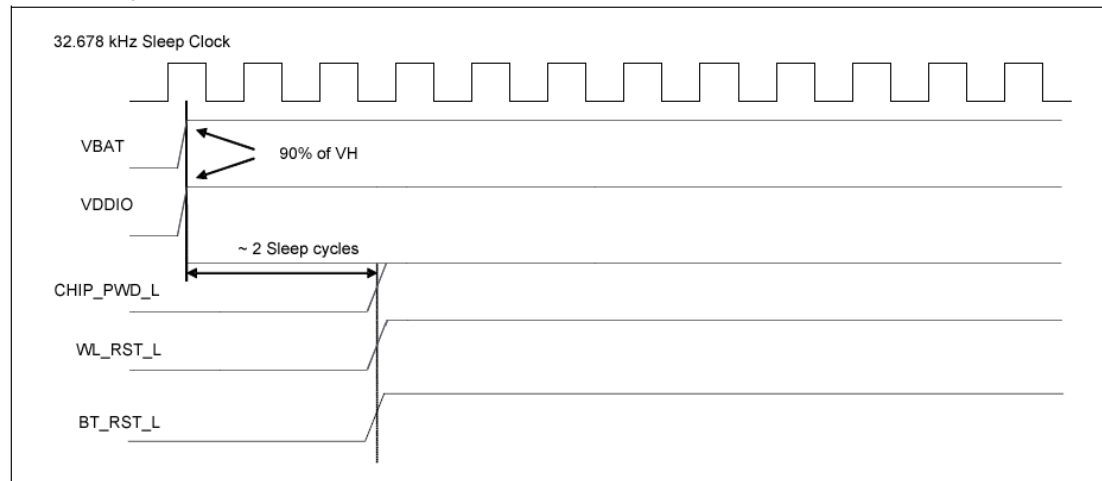 32.678 kHz Sleep Clock
VBAT
90% of VH
VDDIO
~ 2 Sleep cycles
CHIP_PWD_L
WL_RST_L
BT_RST_L